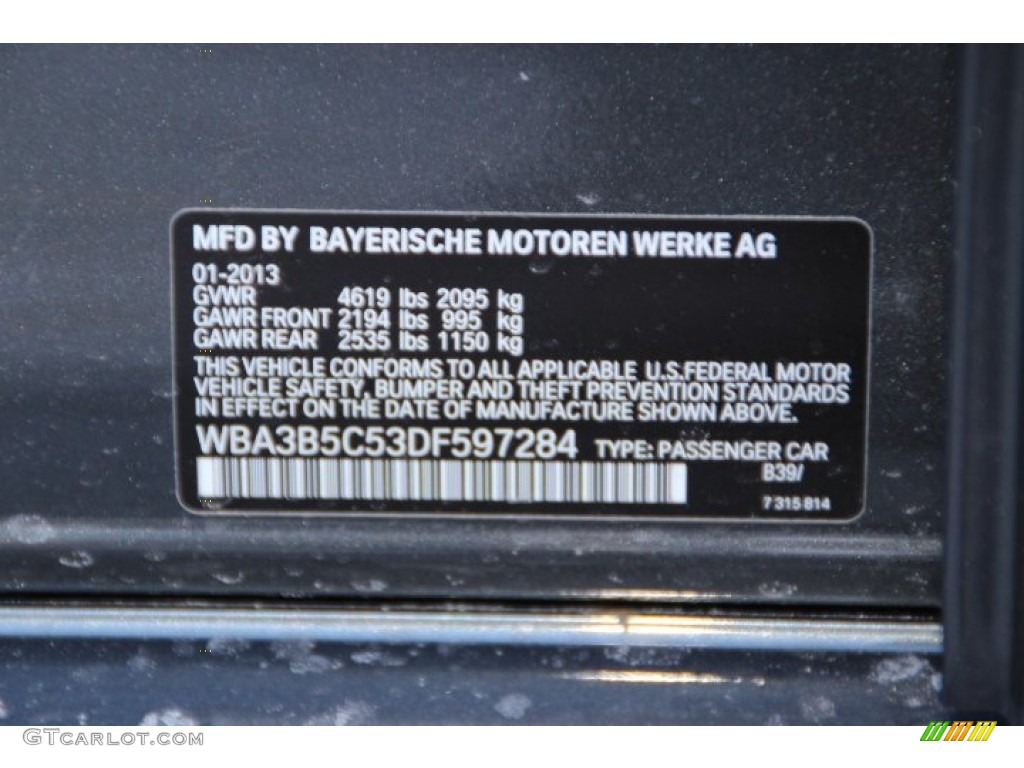 MFD BY BAYERISCHE MOTOREN WERKE AG
01-2013
GVWR 4619 lbs 2095 kg
GAWR FRONT 2194 lbs 995 kg
GAWR REAR 2535 lbs 1150 kg
THIS VEHICLE CONFORMS TO ALL APPLICABLE U.S.FEDERAL MOTOR
VEHICLE SAFETY, BUMPER AND THEFT PREVENTION STANDARDS
IN EFFECT ON THE DATE OF MANUFACTURE SHOWN ABOVE.
WBA3B5C53DF597284 TYPE: PASSENGER CAR
B39/
7 315 814
GTCarLot.com